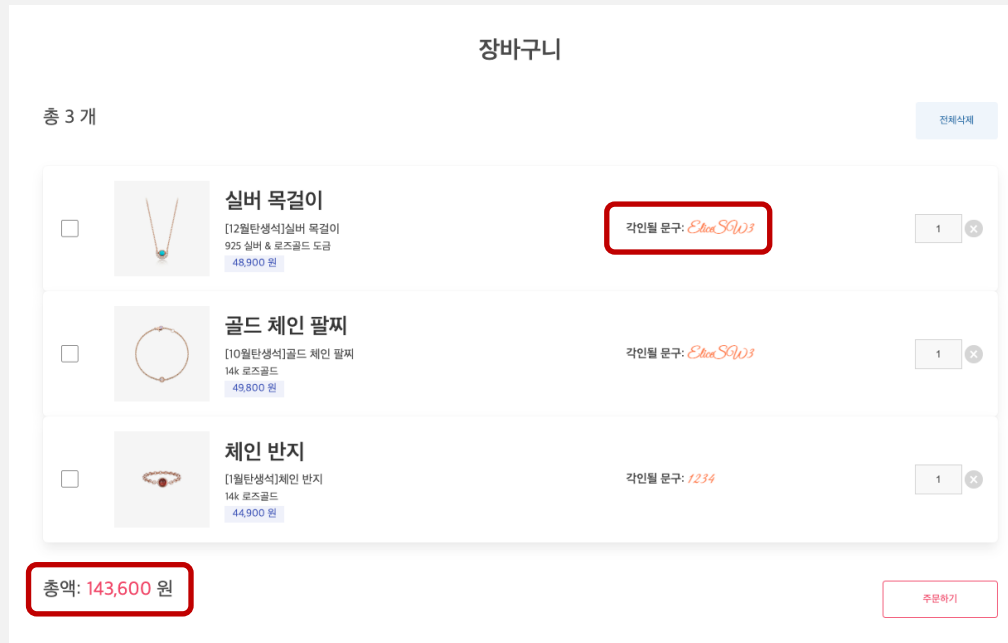 장바구니
총 3 개
전체삭제
실버 목걸이
[12월탄생석]실버 목걸이
925 실버 & 로즈골드 도금
48,900 원
각인될 문구: EliceSW3
1
골드 체인 팔찌
[10월탄생석]골드 체인 팔찌
14k 로즈골드
49,800 원
각인될 문구: EliceSW3
1
체인 반지
[1월탄생석]체인 반지
14k 로즈골드
44,900 원
각인될 문구: 1234
1
총액: 143,600 원
주문하기